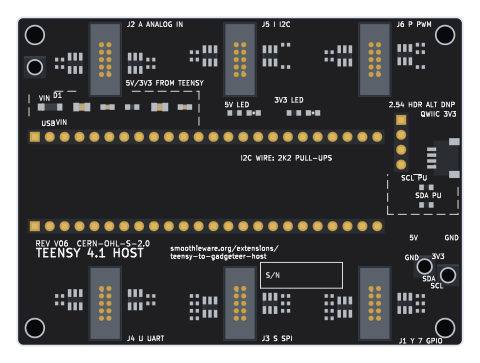 J2 A ANALOG IN
J5 I I2C
J6 P PWM
5V/3V3 FROM TEENSY
D1
VIN
USB
VIN
5V LED
3V3 LED
2.54 HDR ALT DNP
QWIIC 3V3
I2C WIRE: 2K2 PULL-UPS
SCL PU
SDA PU
REV V06 CERN-OHL-S-2.0
TEENSY 4.1 HOST
smoothieware.org/extensions/
teensy-to-gadgeteer-host
5V GND
GND 3V3
SDA
SCL
S/N
J4 U UART
J3 S SPI
J1 Y 7 GPIO